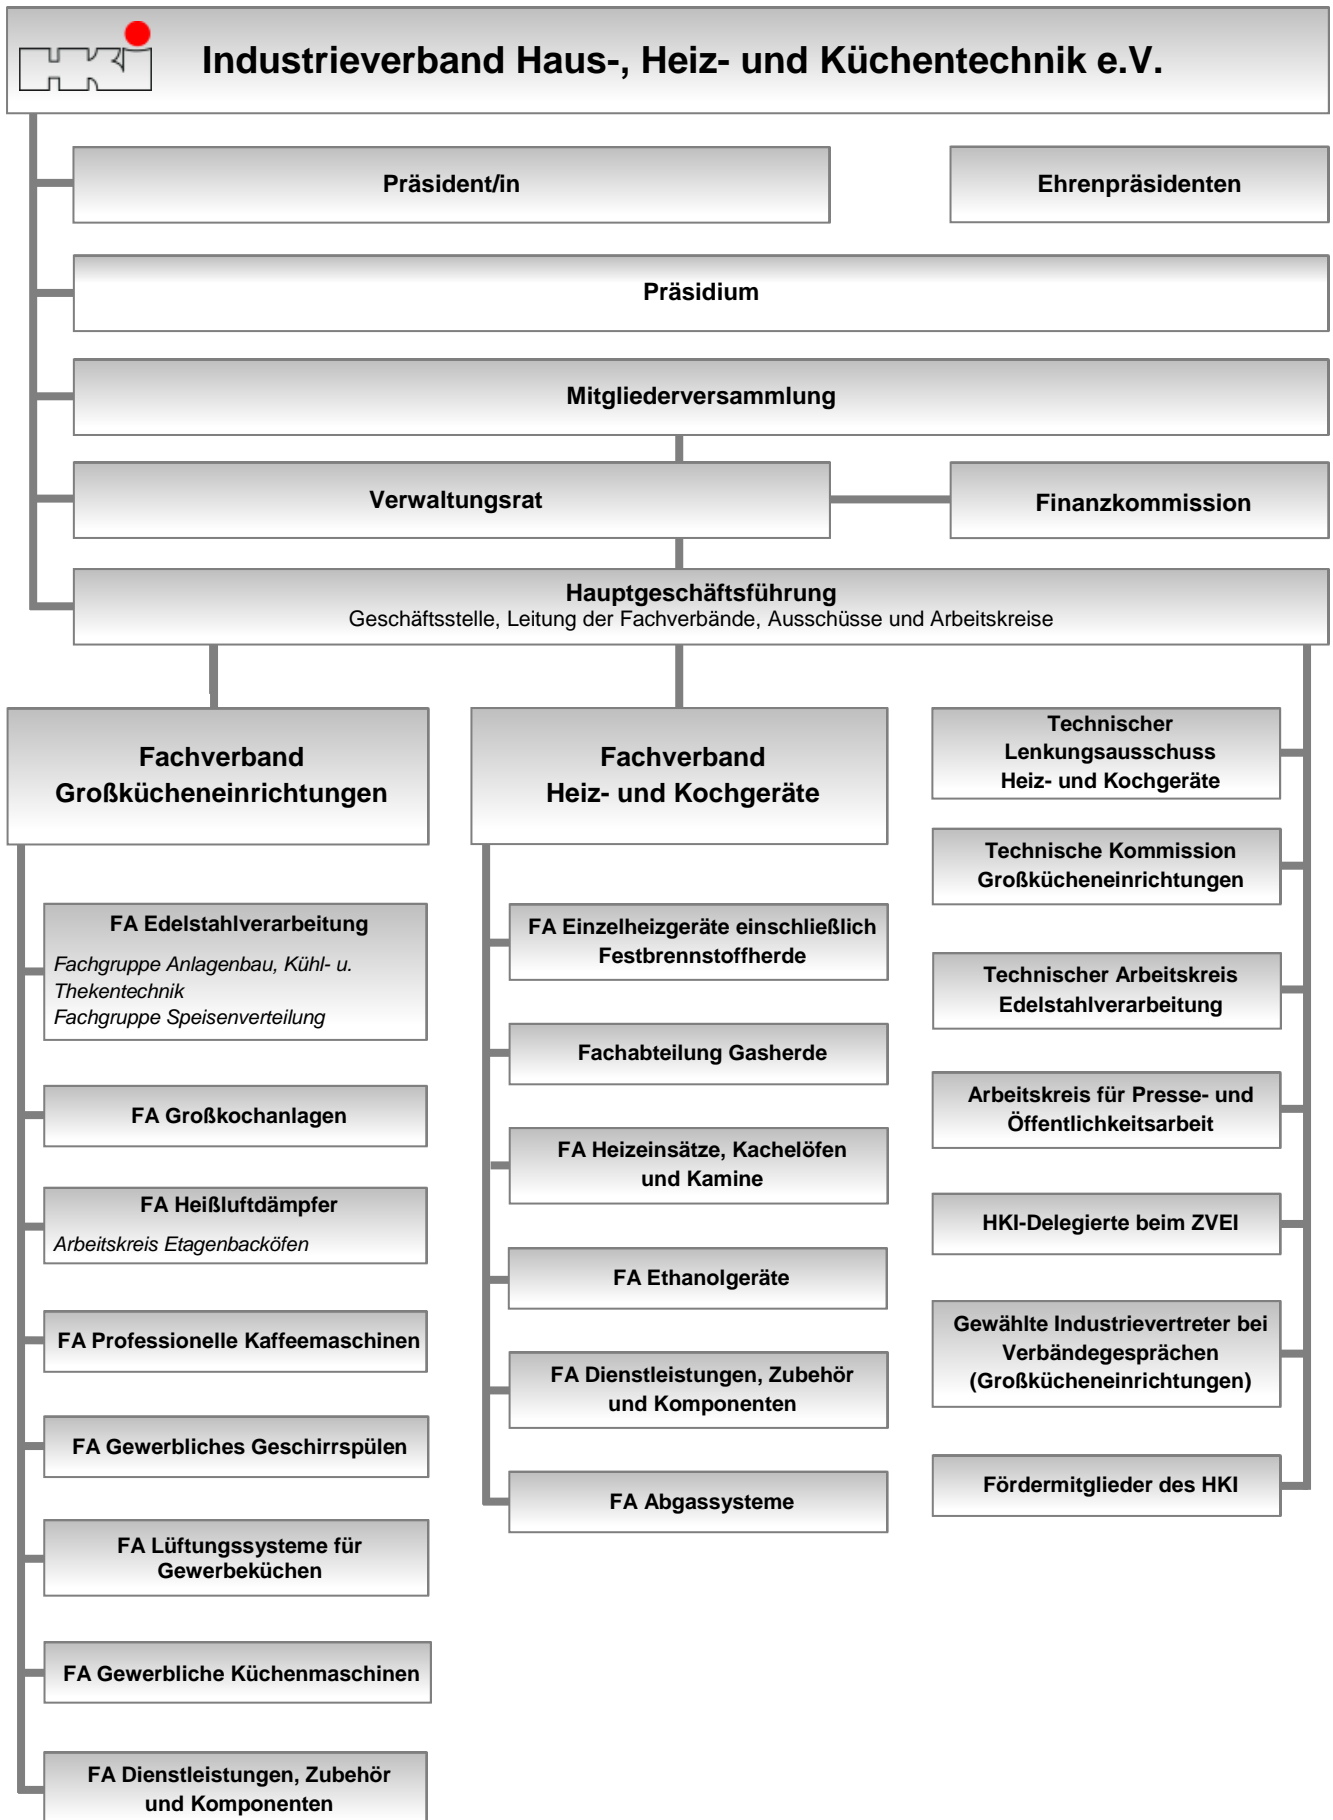 HKi
Industrieverband Haus-, Heiz- und Küchentechnik e.V.
Präsident/in
Ehrenpräsidenten
Präsidium
Mitgliederversammlung
Verwaltungsrat
Finanzkommission
Hauptgeschäftsführung
Geschäftsstelle, Leitung der Fachverbände, Ausschüsse und Arbeitskreise
Fachverband
Großkücheneinrichtungen
FA Edelstahlverarbeitung
Fachgruppe Anlagenbau, Kühl- u.
Thekentechnik
Fachgruppe Speisenverteilung
FA Großkochanlagen
FA Heißluftdämpfer
Arbeitskreis Etagenbacköfen
FA Professionelle Kaffeemaschinen
FA Gewerbliches Geschirrspülen
FA Lüftungssysteme für
Gewerbeküchen
FA Gewerbliche Küchenmaschinen
FA Dienstleistungen, Zubehör
und Komponenten
Fachverband
Heiz- und Kochgeräte
FA Einzelheizgeräte einschließlich
Festbrennstoffherde
Fachabteilung Gasherde
FA Heizeinsätze, Kachelöfen
und Kamine
FA Ethanolgeräte
FA Dienstleistungen, Zubehör
und Komponenten
FA Abgassysteme
Technischer
Lenkungsausschuss
Heiz- und Kochgeräte
Technische Kommission
Großkücheneinrichtungen
Technischer Arbeitskreis
Edelstahlverarbeitung
Arbeitskreis für Presse- und
Öffentlichkeitsarbeit
HKI-Delegierte beim ZVEI
Gewählte Industrievertreter bei
Verbändegesprächen
(Großkücheneinrichtungen)
Fördermitglieder des HKI